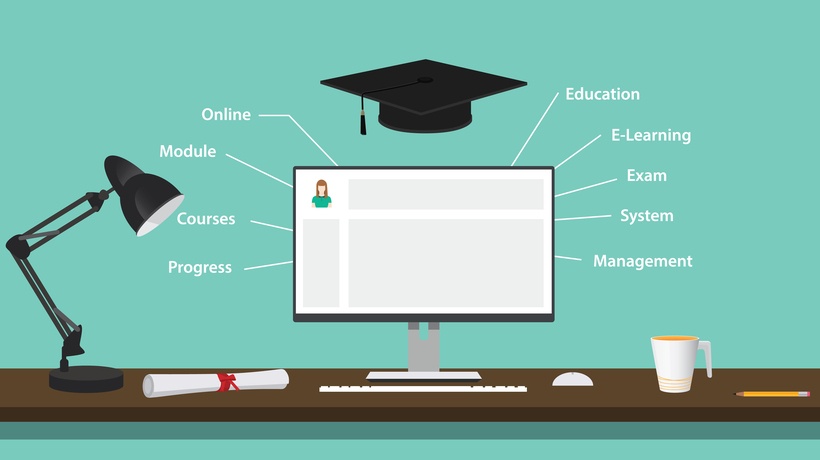 Online
Module
Courses
Progress
Education
E-Learning
Exam
System
Management